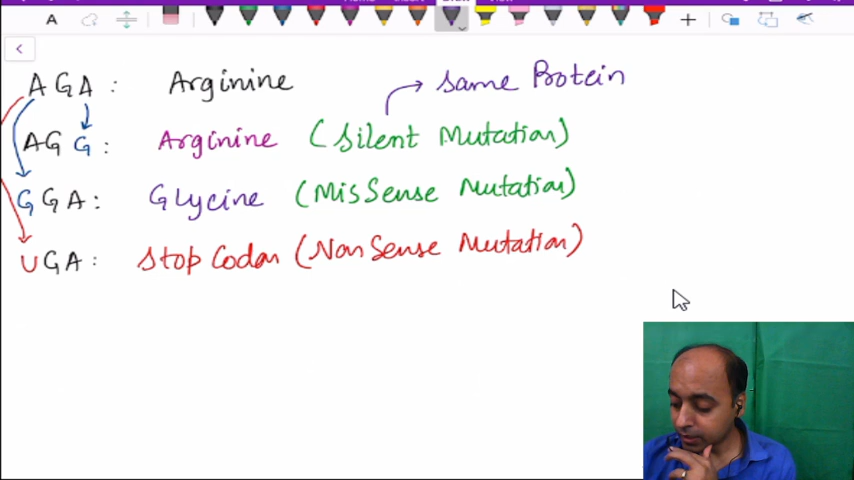 AGA : Arginine
same Protein
AGG : Arginine (Silent Mutation)
GGA : Glycine (MisSense Mutation)
UGA : Stop Codon (NonSense Mutation)